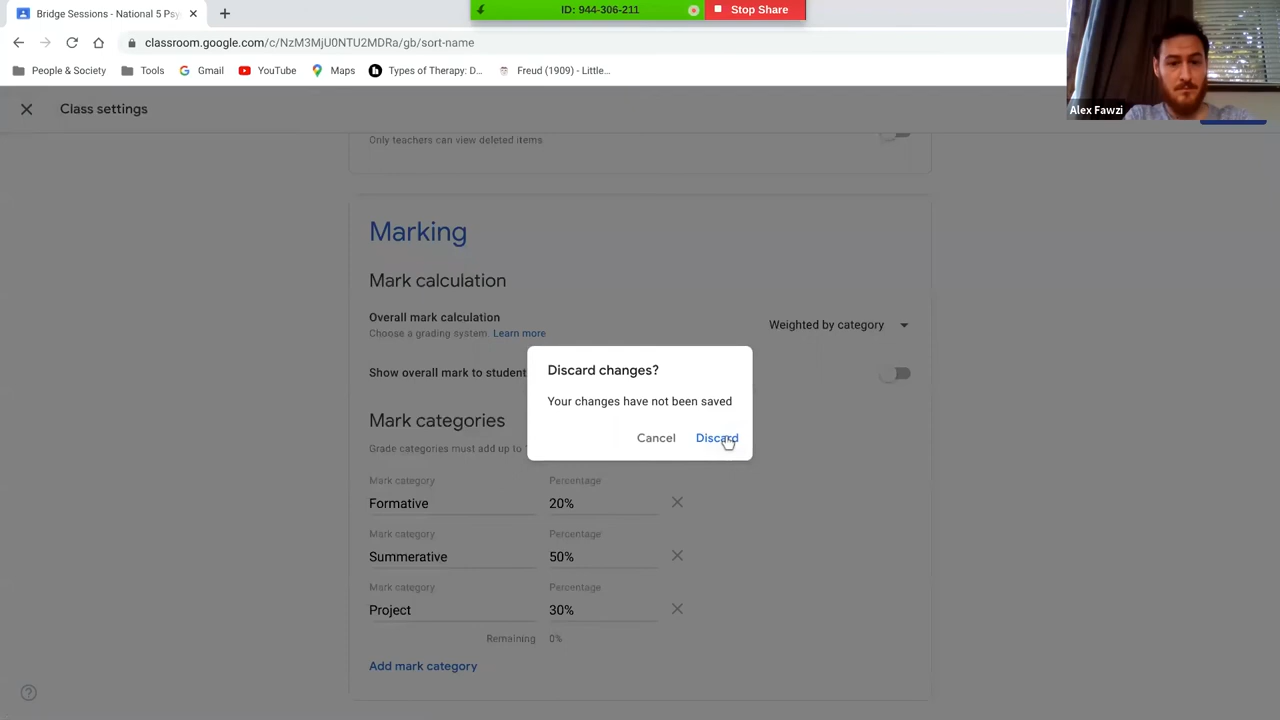 Bridge Sessions - National 5 Psy
ID: 944-306-211
Stop Share
classroom.google.com/c/NzM3MjU0NTU2MDRa/gb/sort-name
People & Society
Tools
Gmail
YouTube
Maps
Types of Therapy: D...
Freud (1909) - Little...
Alex Fawzi
Class settings
Only teachers can view deleted items
Marking
Mark calculation
Overall mark calculation
Choose a grading system. Learn more
Weighted by category
Show overall mark to student
Discard changes?
Your changes have not been saved
Cancel
Discard
Mark categories
Grade categories must add up to
Mark category
Percentage
Formative
20%
Mark category
Percentage
Summerative
50%
Mark category
Percentage
Project
30%
Remaining
0%
Add mark category